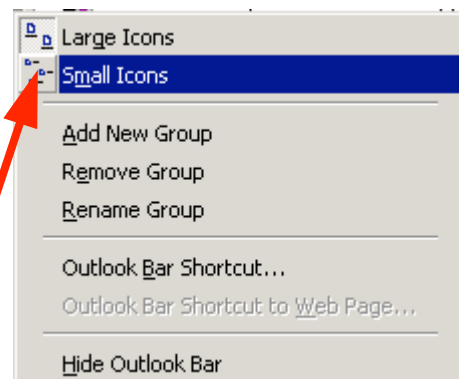 Large Icons
Small Icons
Add New Group
Remove Group
Rename Group
Outlook Bar Shortcut...
Outlook Bar Shortcut to Web Page...
Hide Outlook Bar